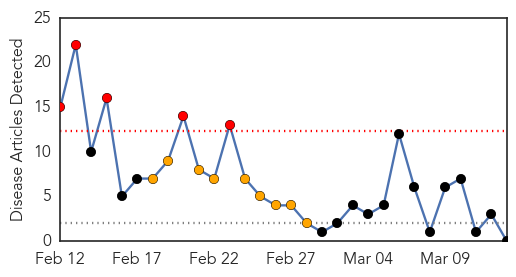 Disease Articles Detected
25
20
15
10
5
0
Feb 12
Feb 17
Feb 22
Feb 27
Mar 04
Mar 09